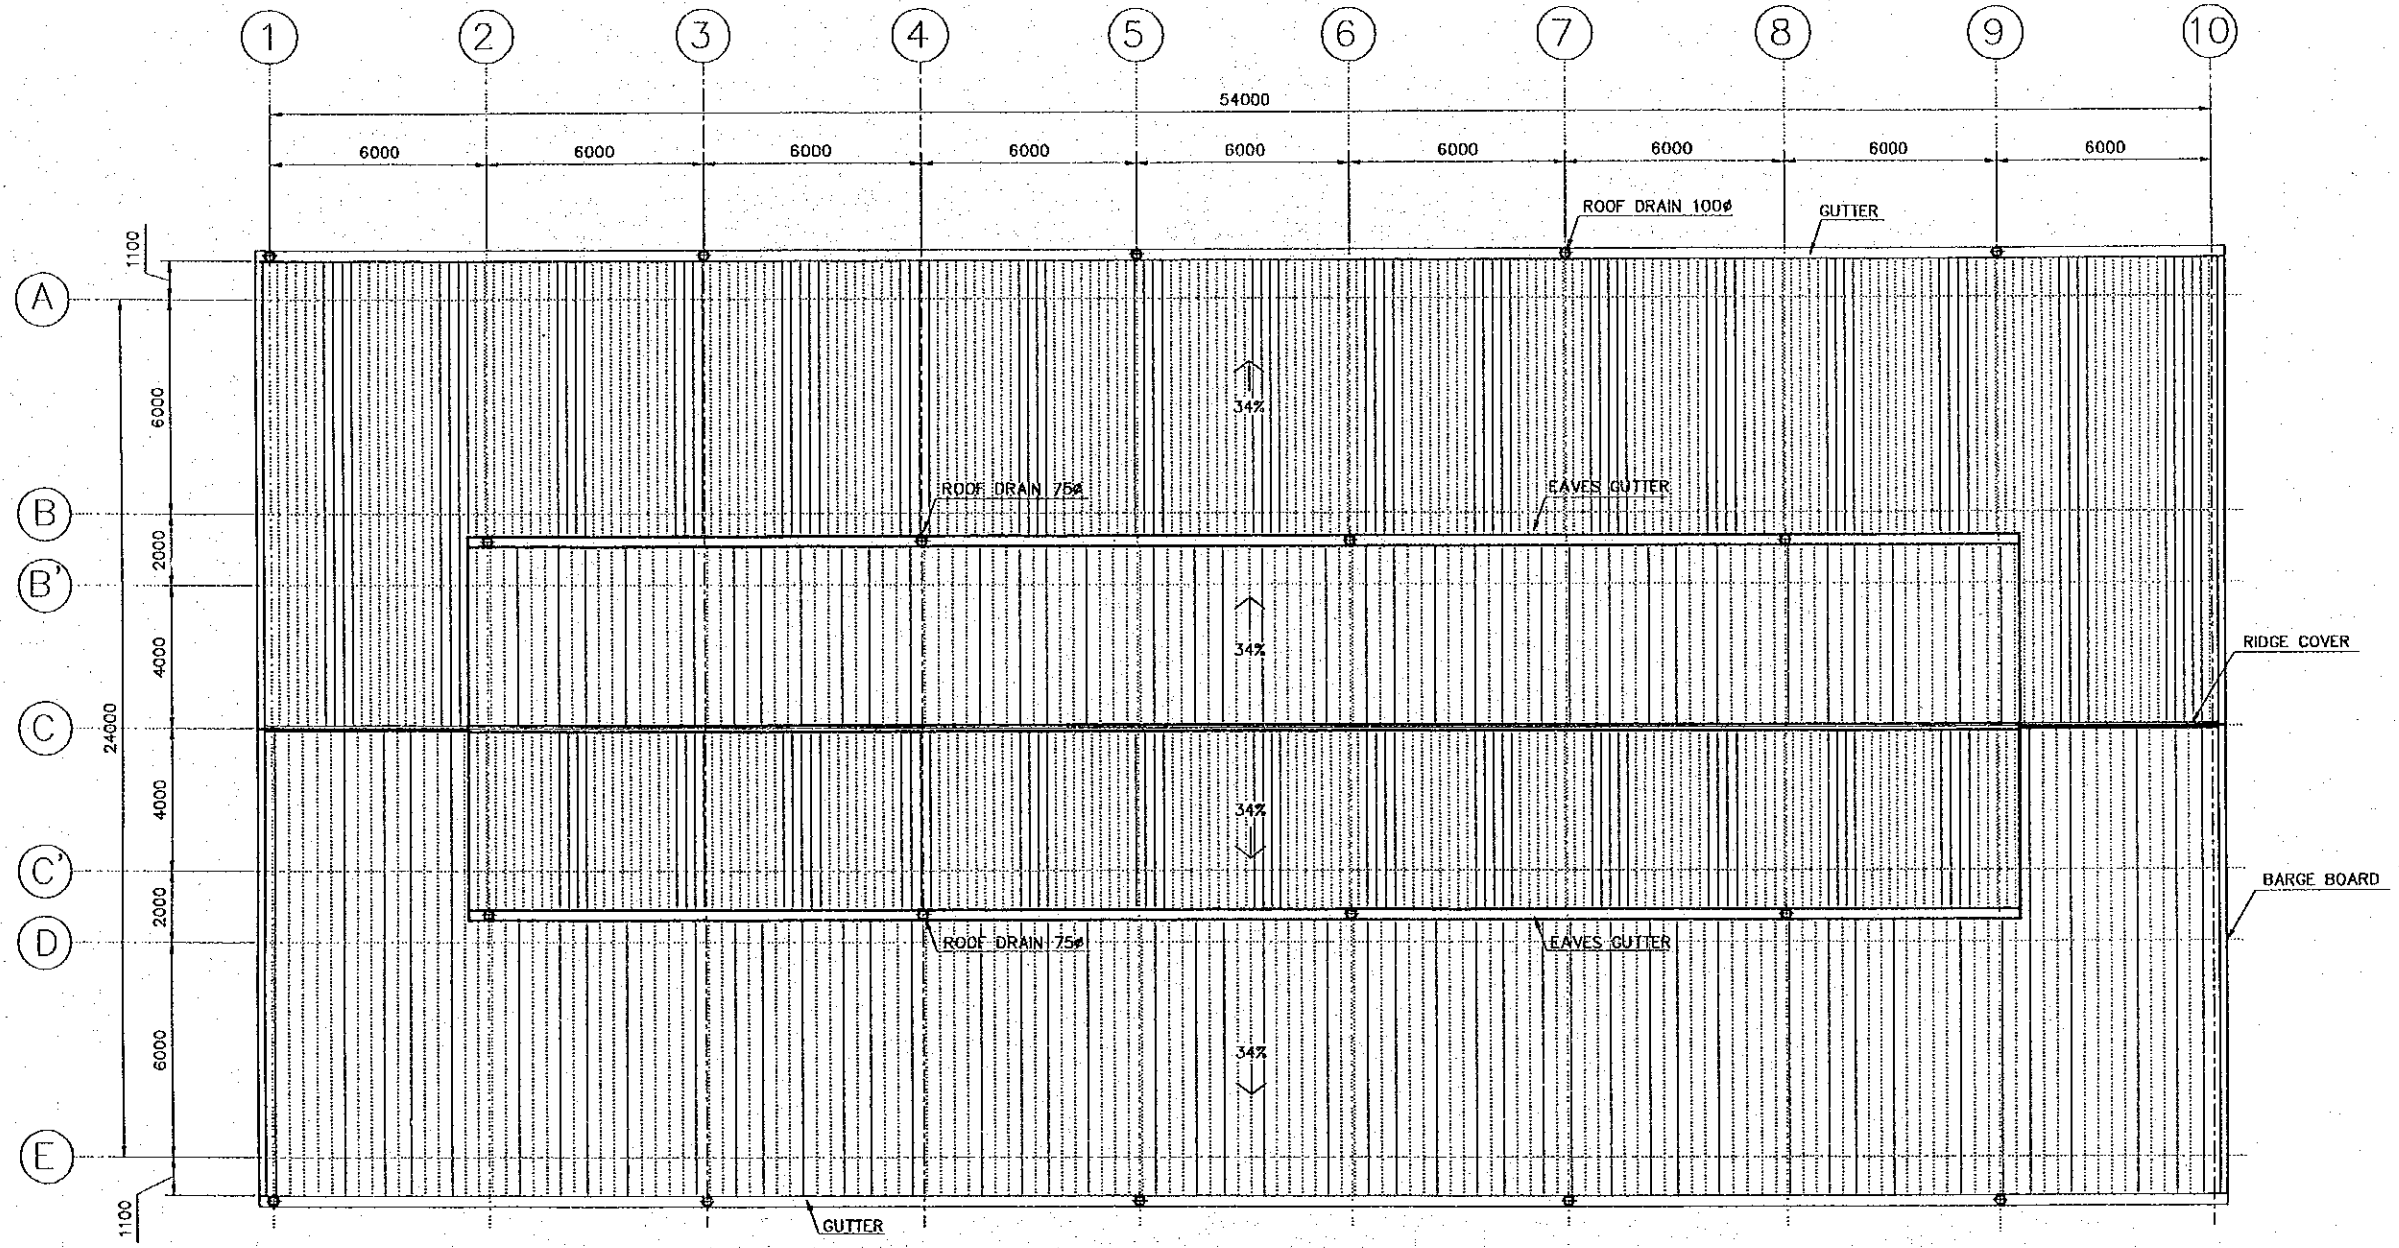 1 2 3 4 5 6 7 8 9 10
54000
6000 6000 6000 6000 6000 6000 6000 6000 6000
ROOF DRAIN 100ø
GUTTER
1100
A
34%
6000
ROOF DRAIN 75ø
EAVES GUTTER
B
2000
B'
34%
4000
RIDGE COVER
C
24000
34%
4000
C'
BARGE BOARD
2000
D
ROOF DRAIN 75ø
EAVES GUTTER
34%
6000
E
1100
GUTTER